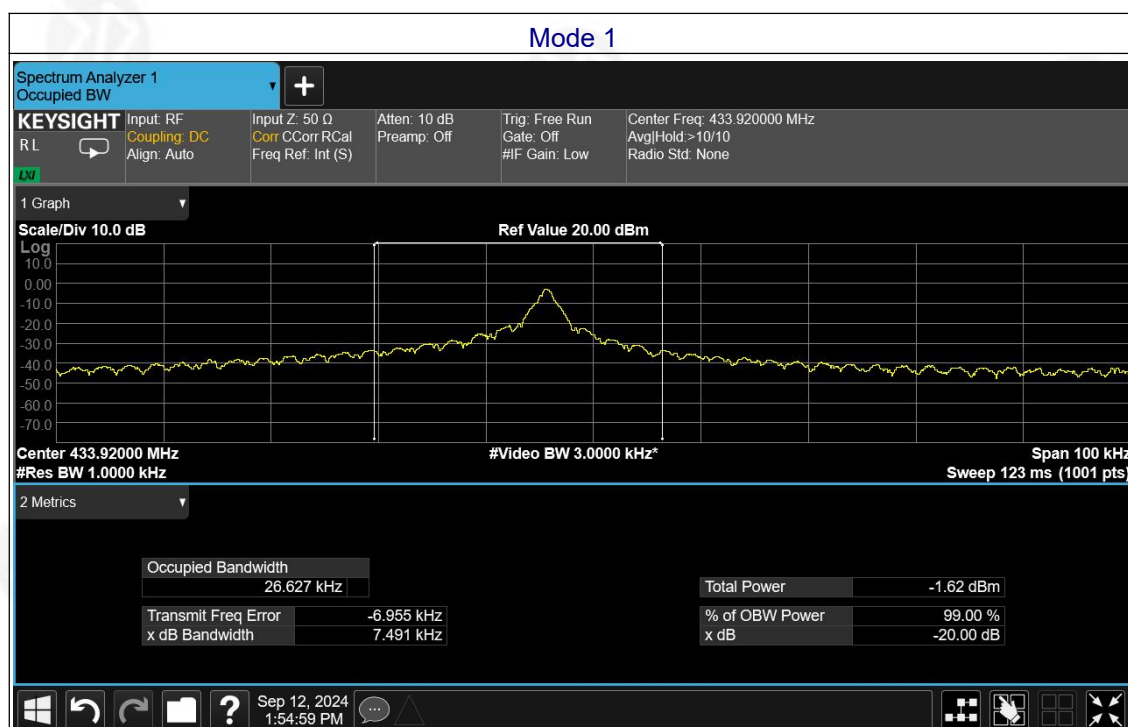 Mode 1
Spectrum Analyzer 1
Occupied BW
+
KEYSIGHT
RL
LXI
Input: RF
Coupling: DC
Align: Auto
Input Z: 50 Ω
Corr CCorr RCal
Freq Ref: Int (S)
Atten: 10 dB
Preamp: Off
Trig: Free Run
Gate: Off
#IF Gain: Low
Center Freq: 433.920000 MHz
Avg|Hold:>10/10
Radio Std: None
1 Graph
Scale/Div 10.0 dB
Ref Value 20.00 dBm
Log
10.0
0.00
-10.0
-20.0
-30.0
-40.0
-50.0
-60.0
-70.0
Center 433.92000 MHz
#Video BW 3.0000 kHz*
Span 100 kHz
#Res BW 1.0000 kHz
Sweep 123 ms (1001 pts)
2 Metrics
Occupied Bandwidth
26.627 kHz
Transmit Freq Error -6.955 kHz
x dB Bandwidth 7.491 kHz
Total Power -1.62 dBm
% of OBW Power 99.00 %
x dB -20.00 dB
?
Sep 12, 2024
1:54:59 PM